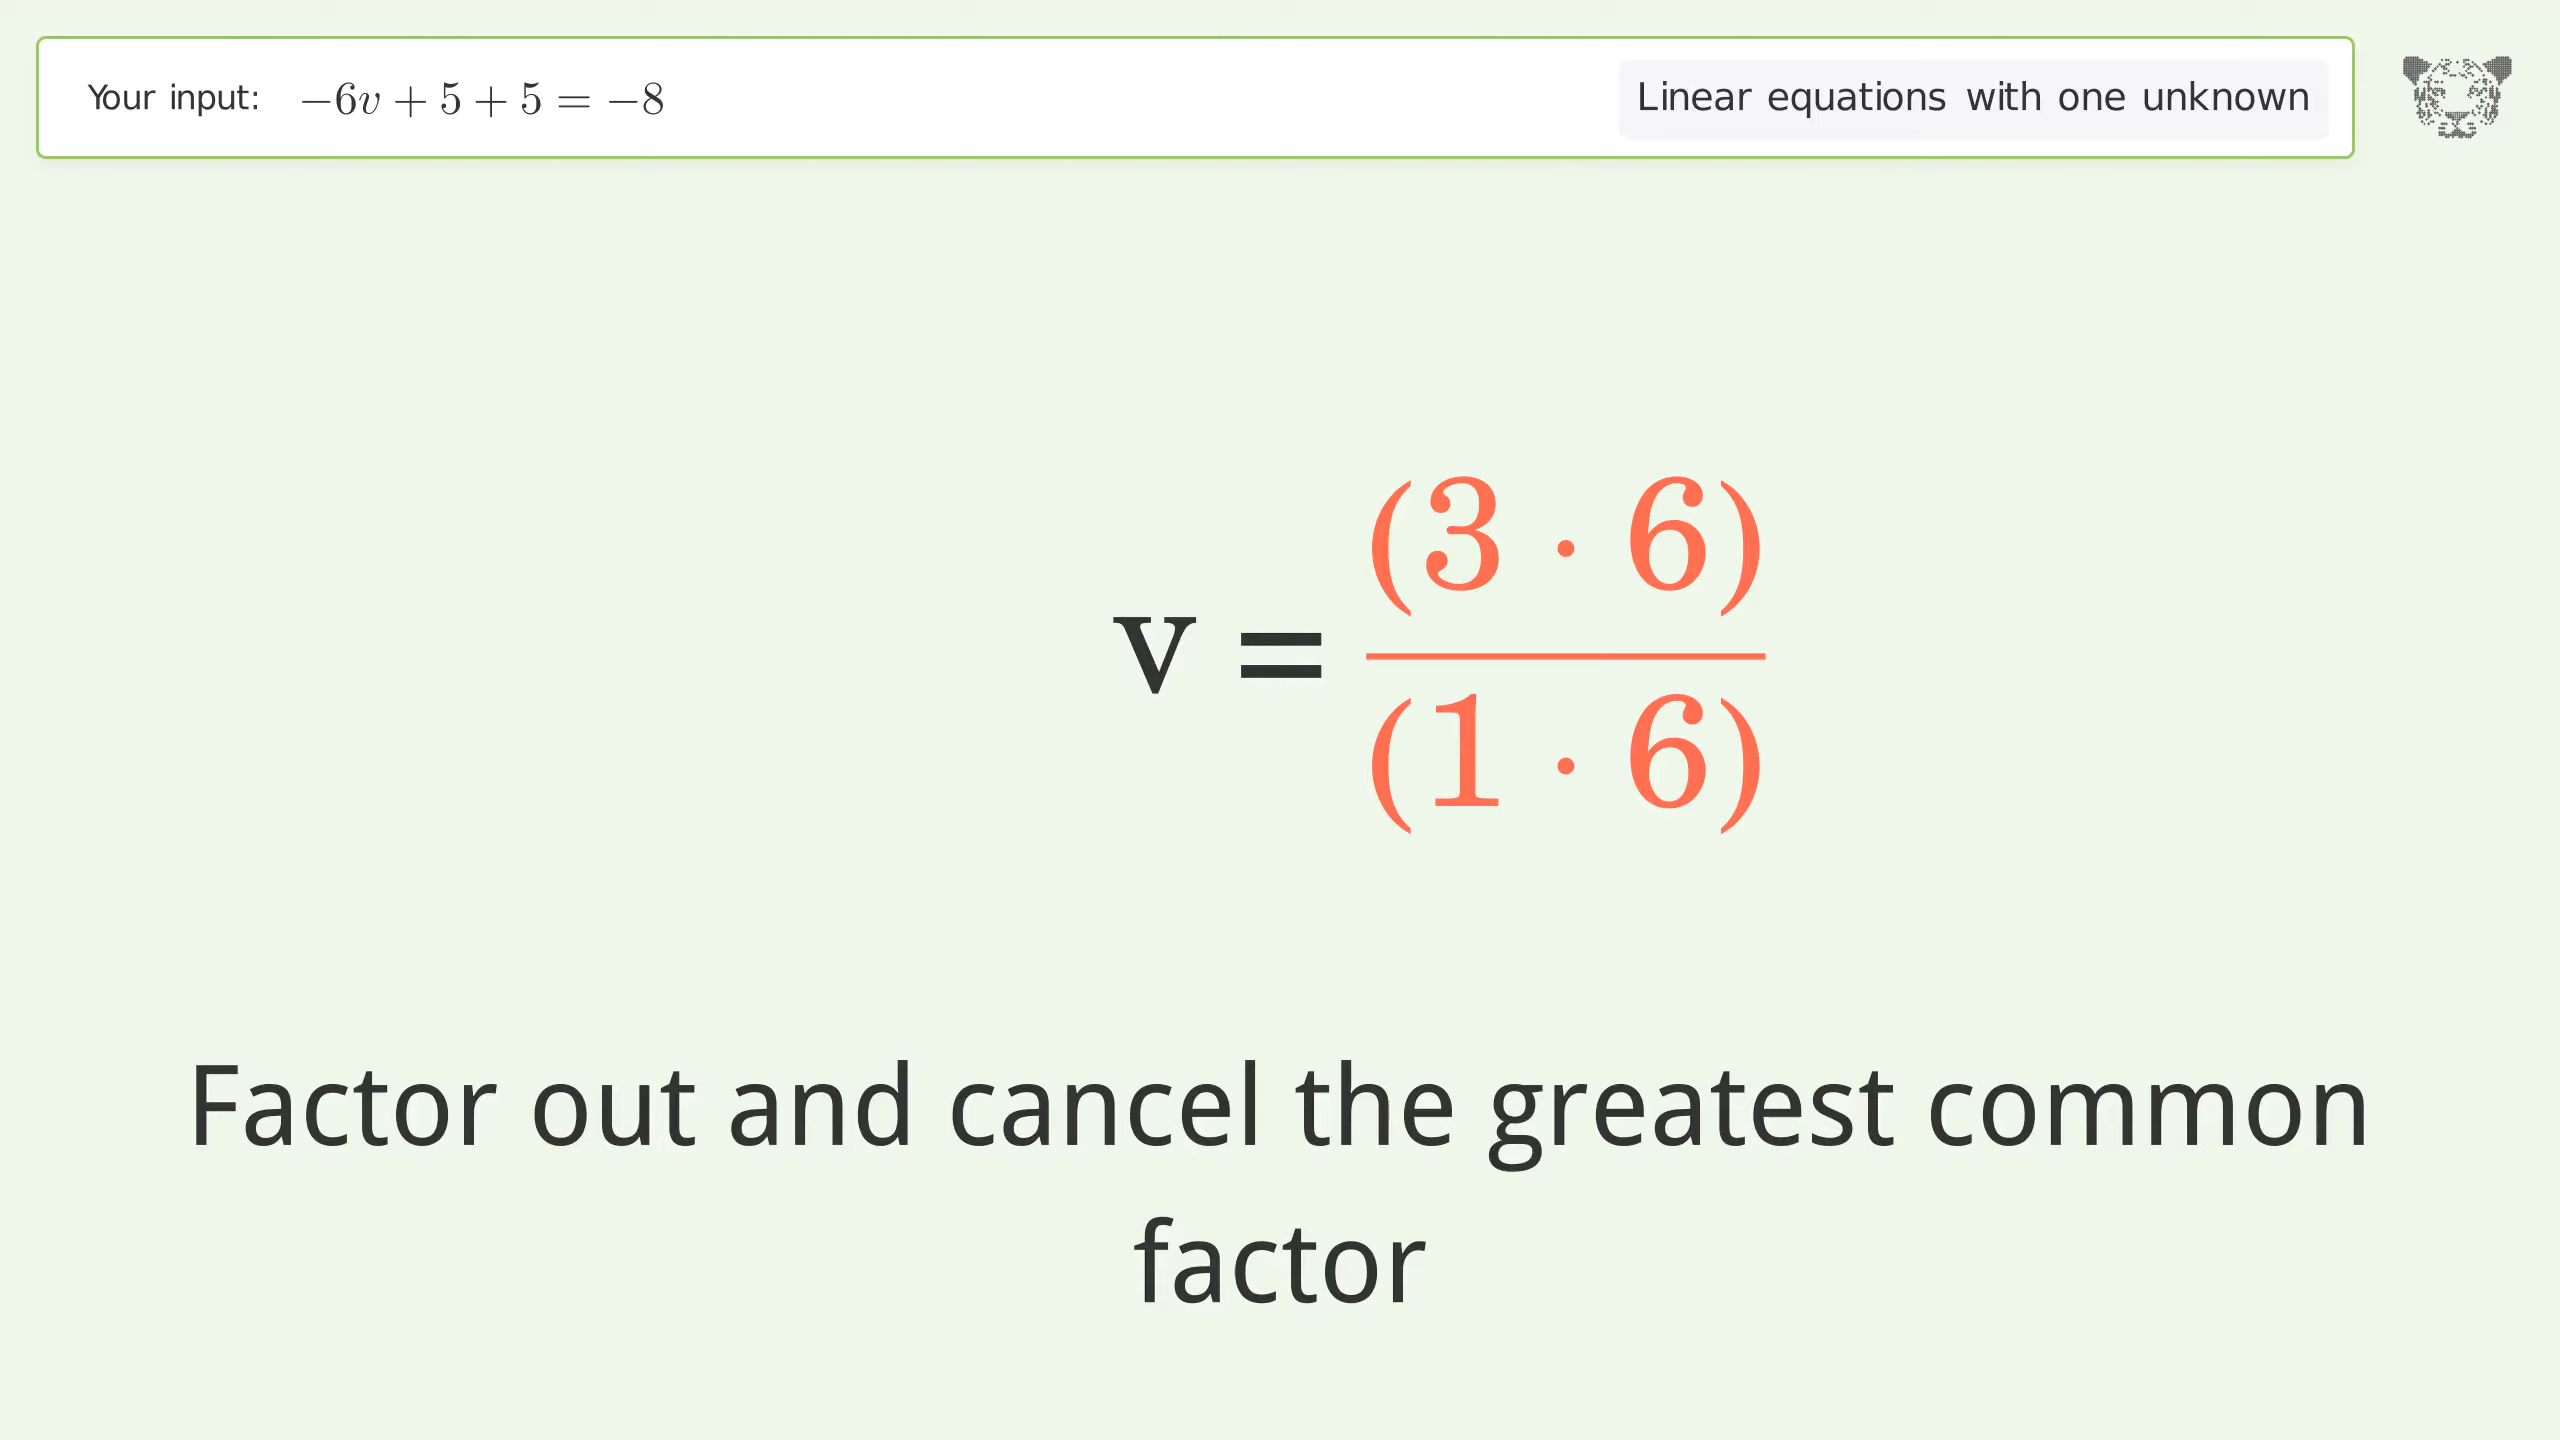 Your input: −6v + 5 + 5 = −8
Linear equations with one unknown
v = (3 · 6) / (1 · 6)
Factor out and cancel the greatest common
factor